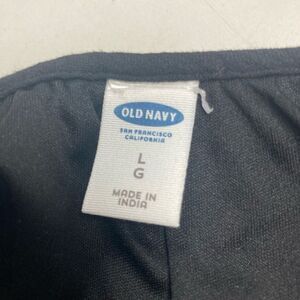 OLD NAVY
SAN FRANCISCO
CALIFORNIA
L
G
MADE IN
INDIA